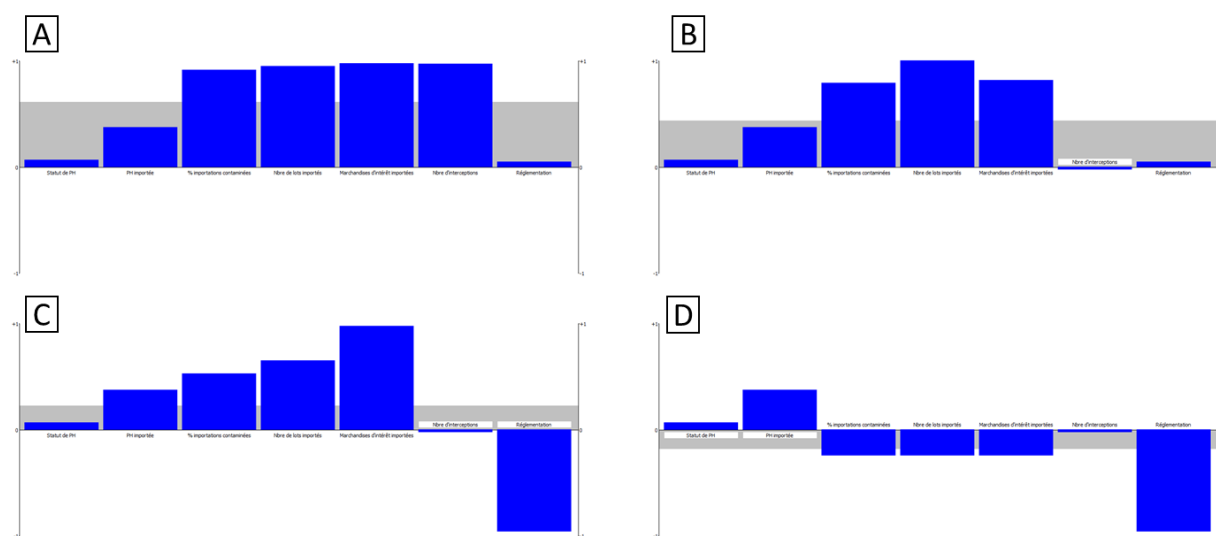 A
+1
+1
0
0
Statut de PH
PH importée
% importations contaminées
Nbre de lots importés
Marchandises d'intérêt importées
Nbre d'interceptions
Réglementation
-1
-1
B
+1
0
Nbre d'interceptions
Statut de PH
PH importée
% importations contaminées
Nbre de lots importés
Marchandises d'intérêt importées
Réglementation
-1
C
+1
+1
Nbre d'interceptions
Réglementation
0
0
Statut de PH
PH importée
% importations contaminées
Nbre de lots importés
Marchandises d'intérêt importées
-1
-1
D
+1
% importations contaminées
Nbre de lots importés
Marchandises d'intérêt importées
Nbre d'interceptions
Réglementation
0
Statut de PH
PH importée
-1